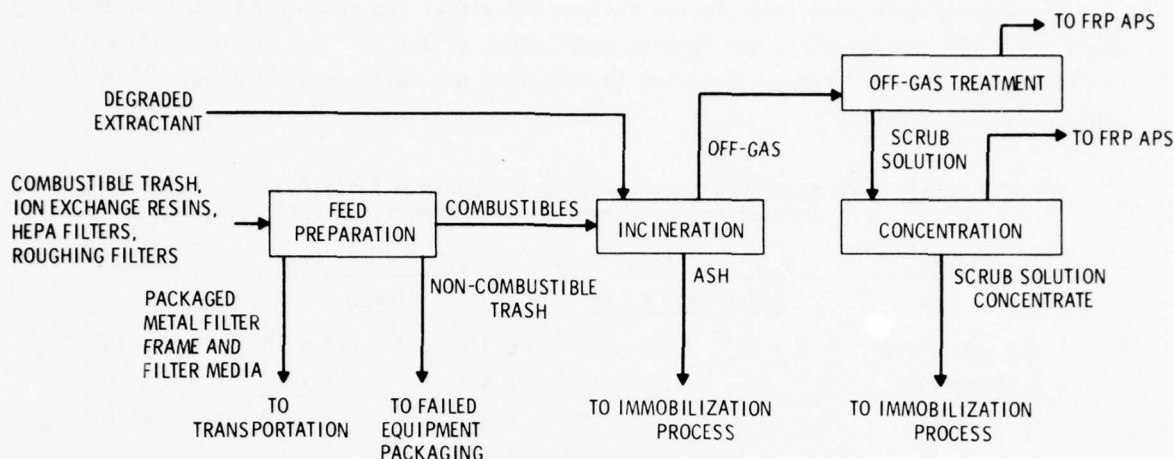 TO FRP APS
OFF-GAS TREATMENT
DEGRADED
EXTRACTANT
TO FRP APS
OFF-GAS
SCRUB
SOLUTION
COMBUSTIBLE TRASH,
ION EXCHANGE RESINS,
HEPA FILTERS,
ROUGHING FILTERS
FEED
PREPARATION
COMBUSTIBLES
INCINERATION
CONCENTRATION
ASH
PACKAGED
METAL FILTER
FRAME AND
FILTER MEDIA
NON-COMBUSTIBLE
TRASH
SCRUB SOLUTION
CONCENTRATE
TO
TRANSPORTATION
TO FAILED
EQUIPMENT
PACKAGING
TO IMMOBILIZATION
PROCESS
TO IMMOBILIZATION
PROCESS